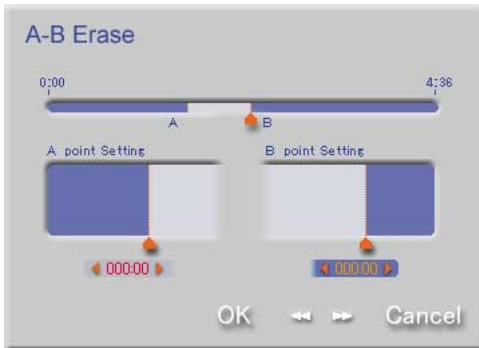 A-B Erase
0:00 4:36
A B
A point Setting B point Setting
000:00 000:00
OK Cancel